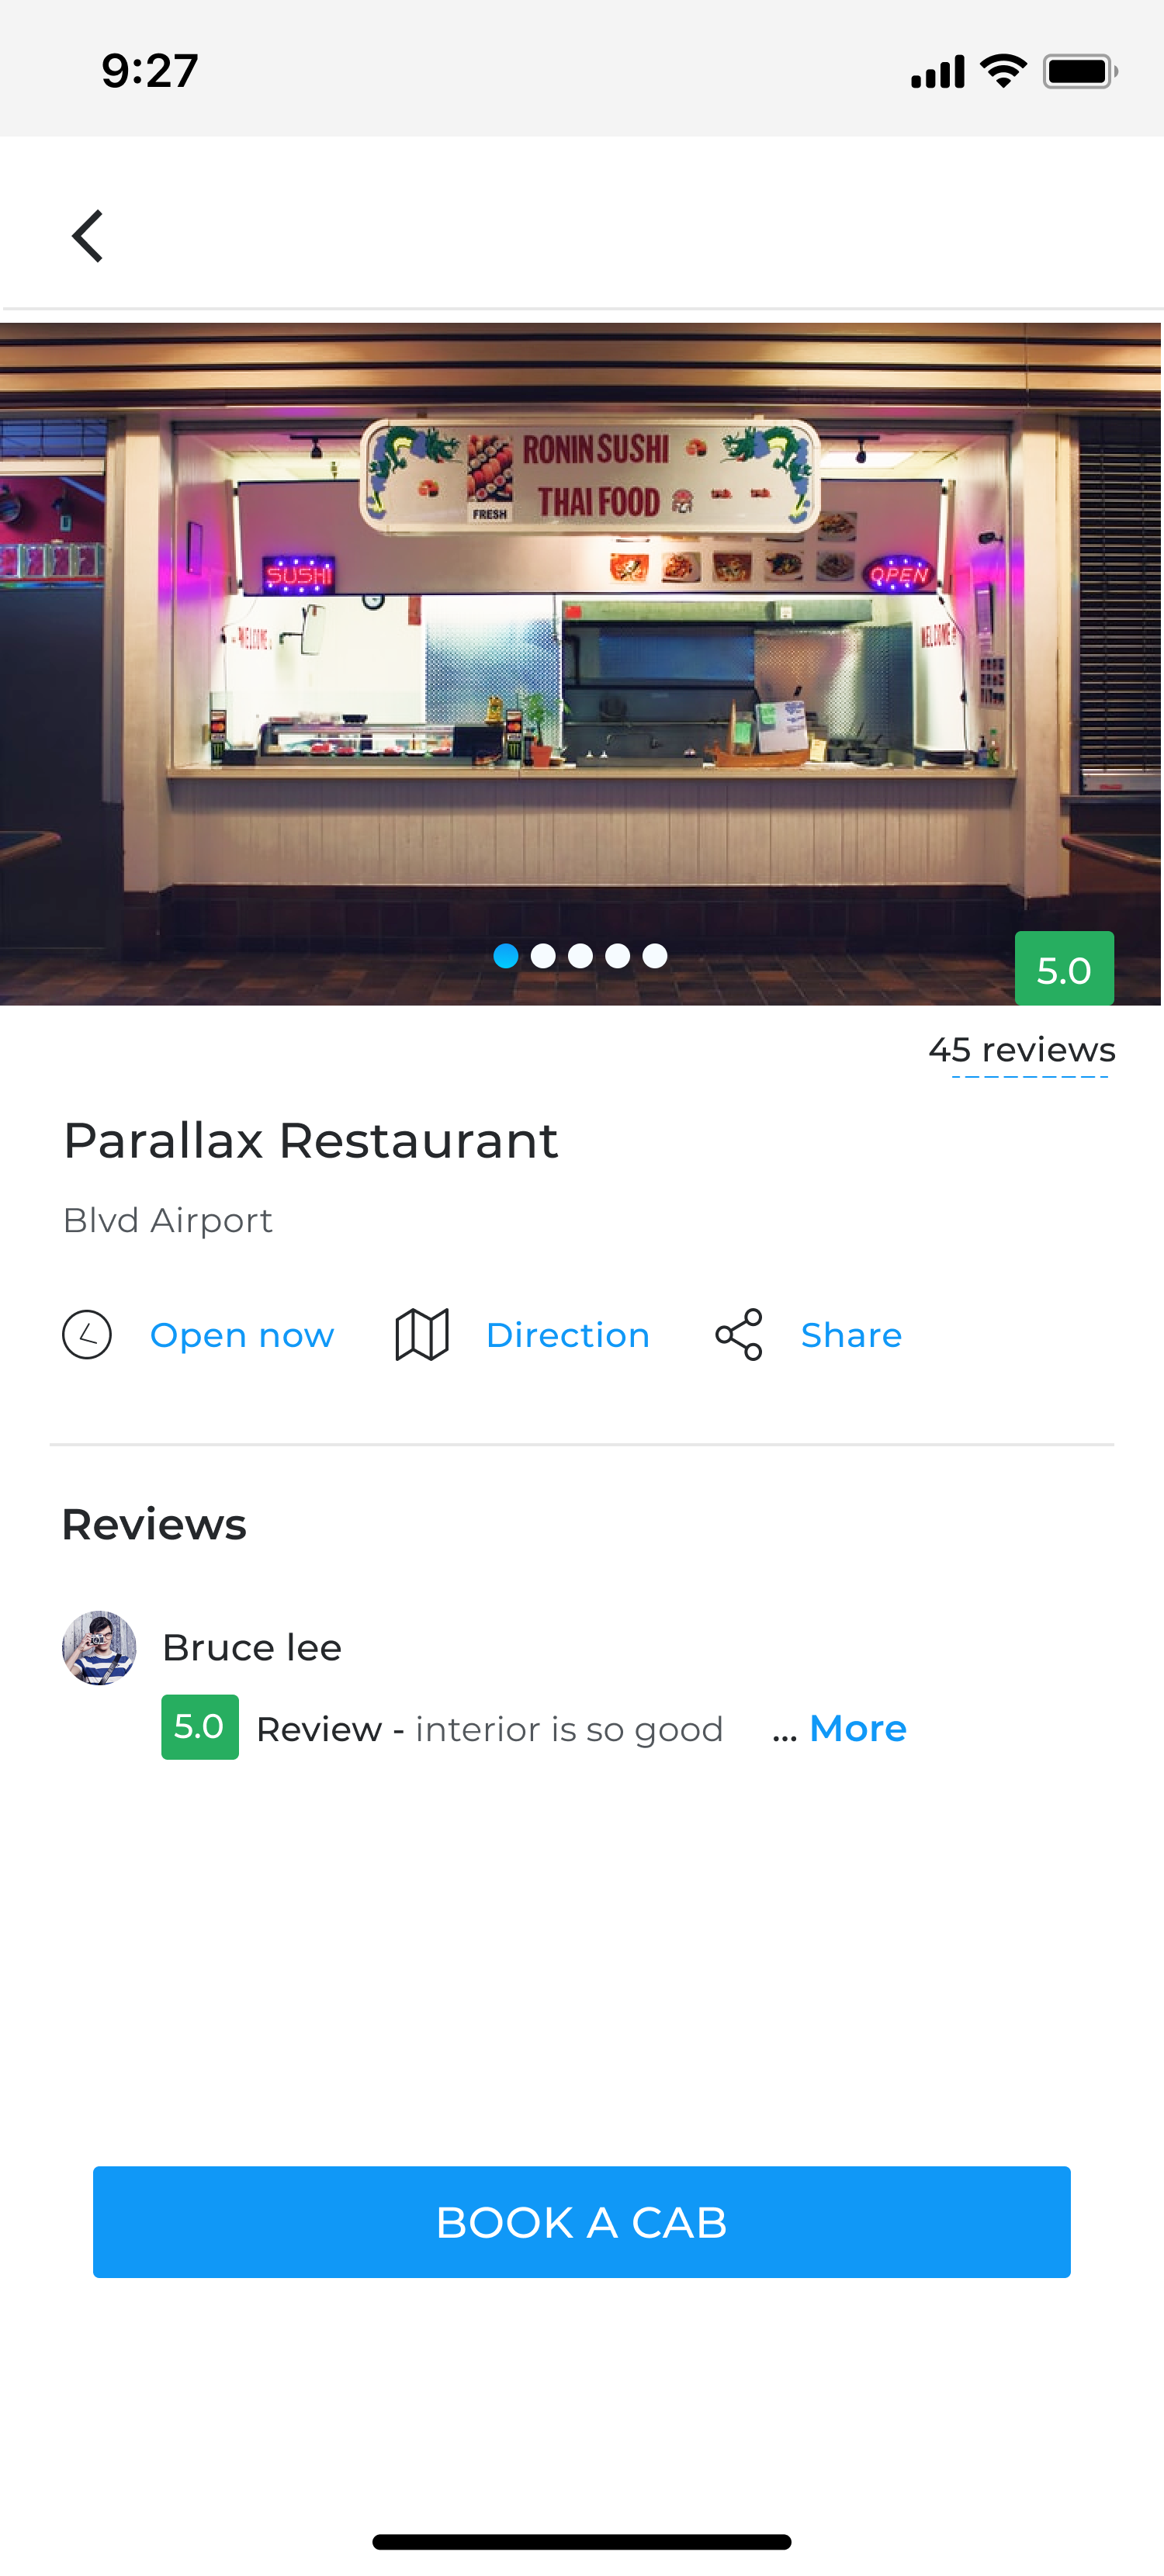 9:27
RONIN SUSHI
THAI FOOD
FRESH
SUSHI
OPEN
WELCOME
WELCOME
5.0
45 reviews
Parallax Restaurant
Blvd Airport
Open now
Direction
Share
Reviews
Bruce lee
5.0 Review - interior is so good ... More
BOOK A CAB